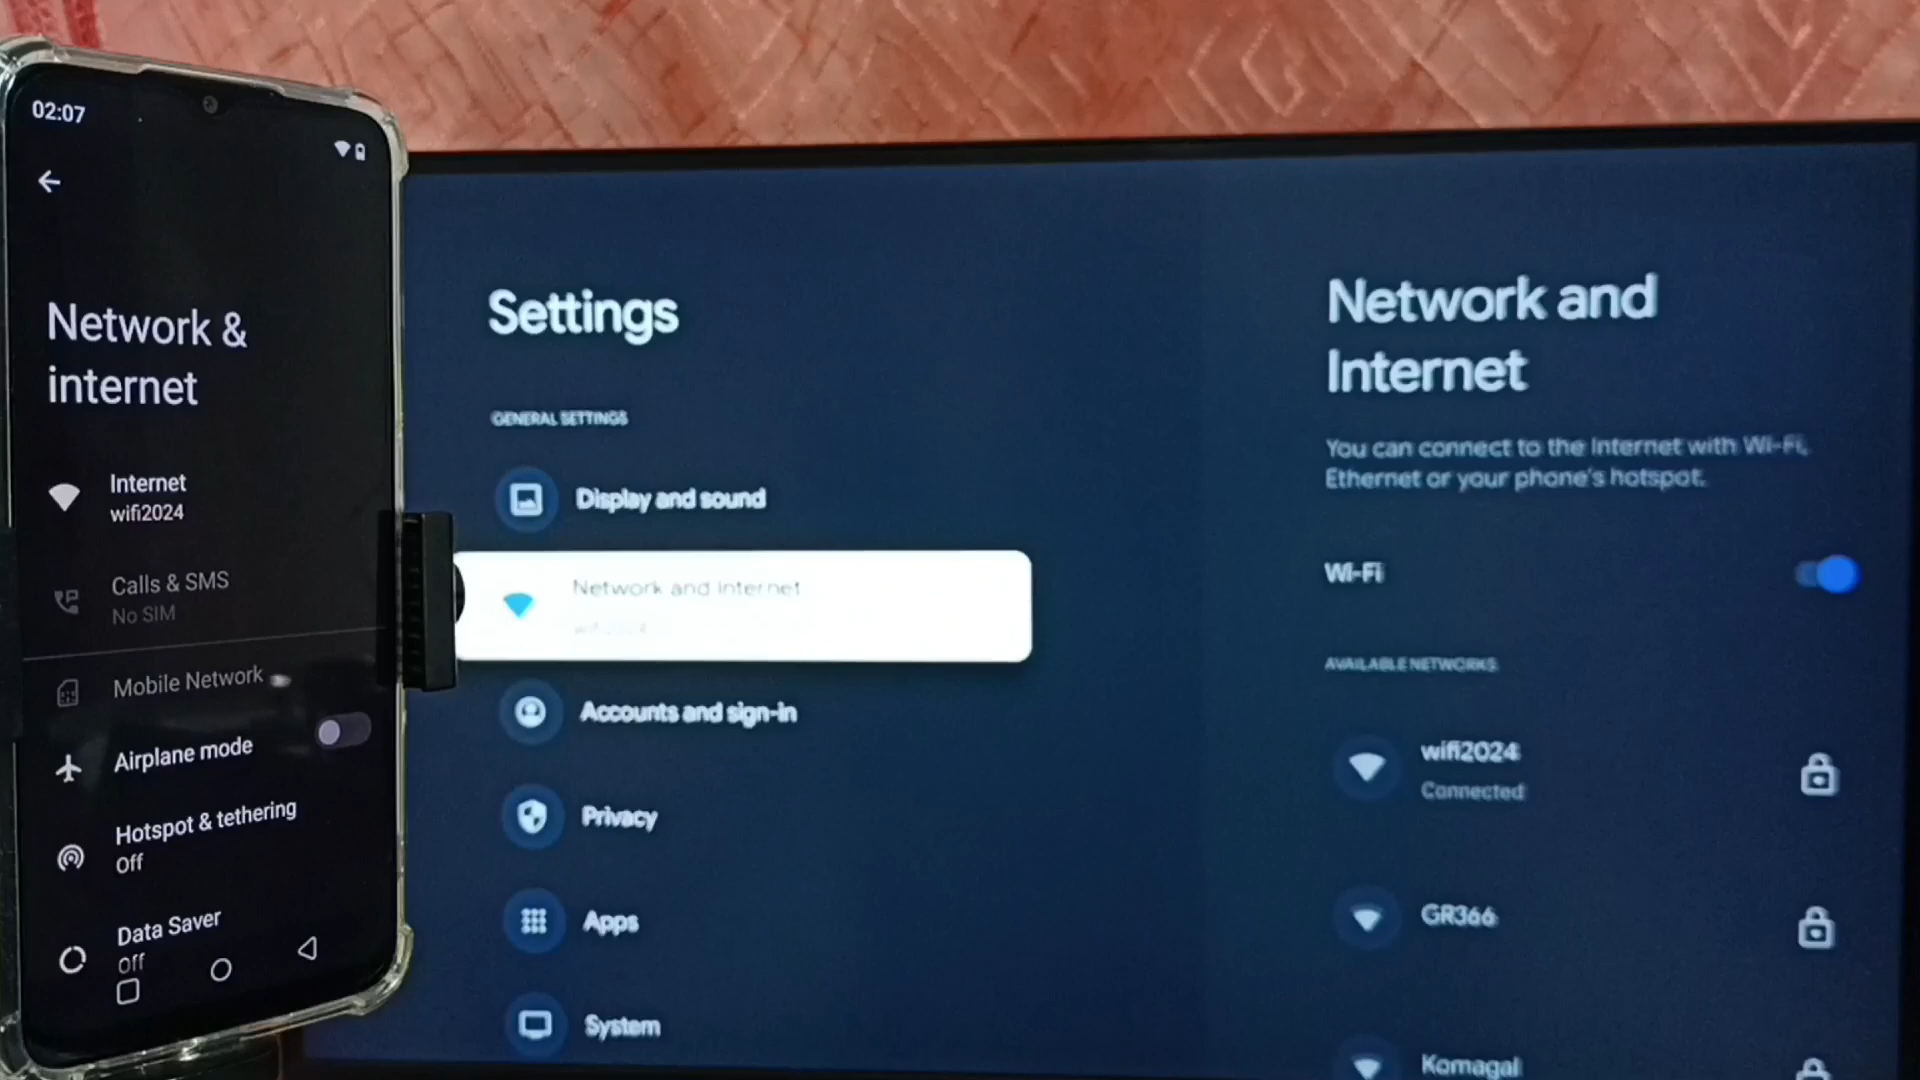 02:07
Network &
internet
Internet
wifi2024
Calls & SMS
No SIM
Mobile Network
Airplane mode
Hotspot & tethering
Off
Data Saver
Off
Settings
GENERAL SETTINGS
Display and sound
Network and Internet
wifi2024
Accounts and sign-in
Privacy
Apps
System
Network and
Internet
You can connect to the Internet with Wi-Fi,
Ethernet or your phone's hotspot.
Wi-Fi
AVAILABLE NETWORKS
wifi2024
Connected
GR366
Komagal